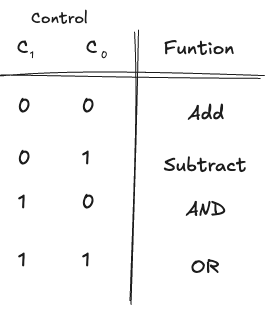 Control
C₁ C₀ Funtion
0 0 Add
0 1 Subtract
1 0 AND
1 1 OR